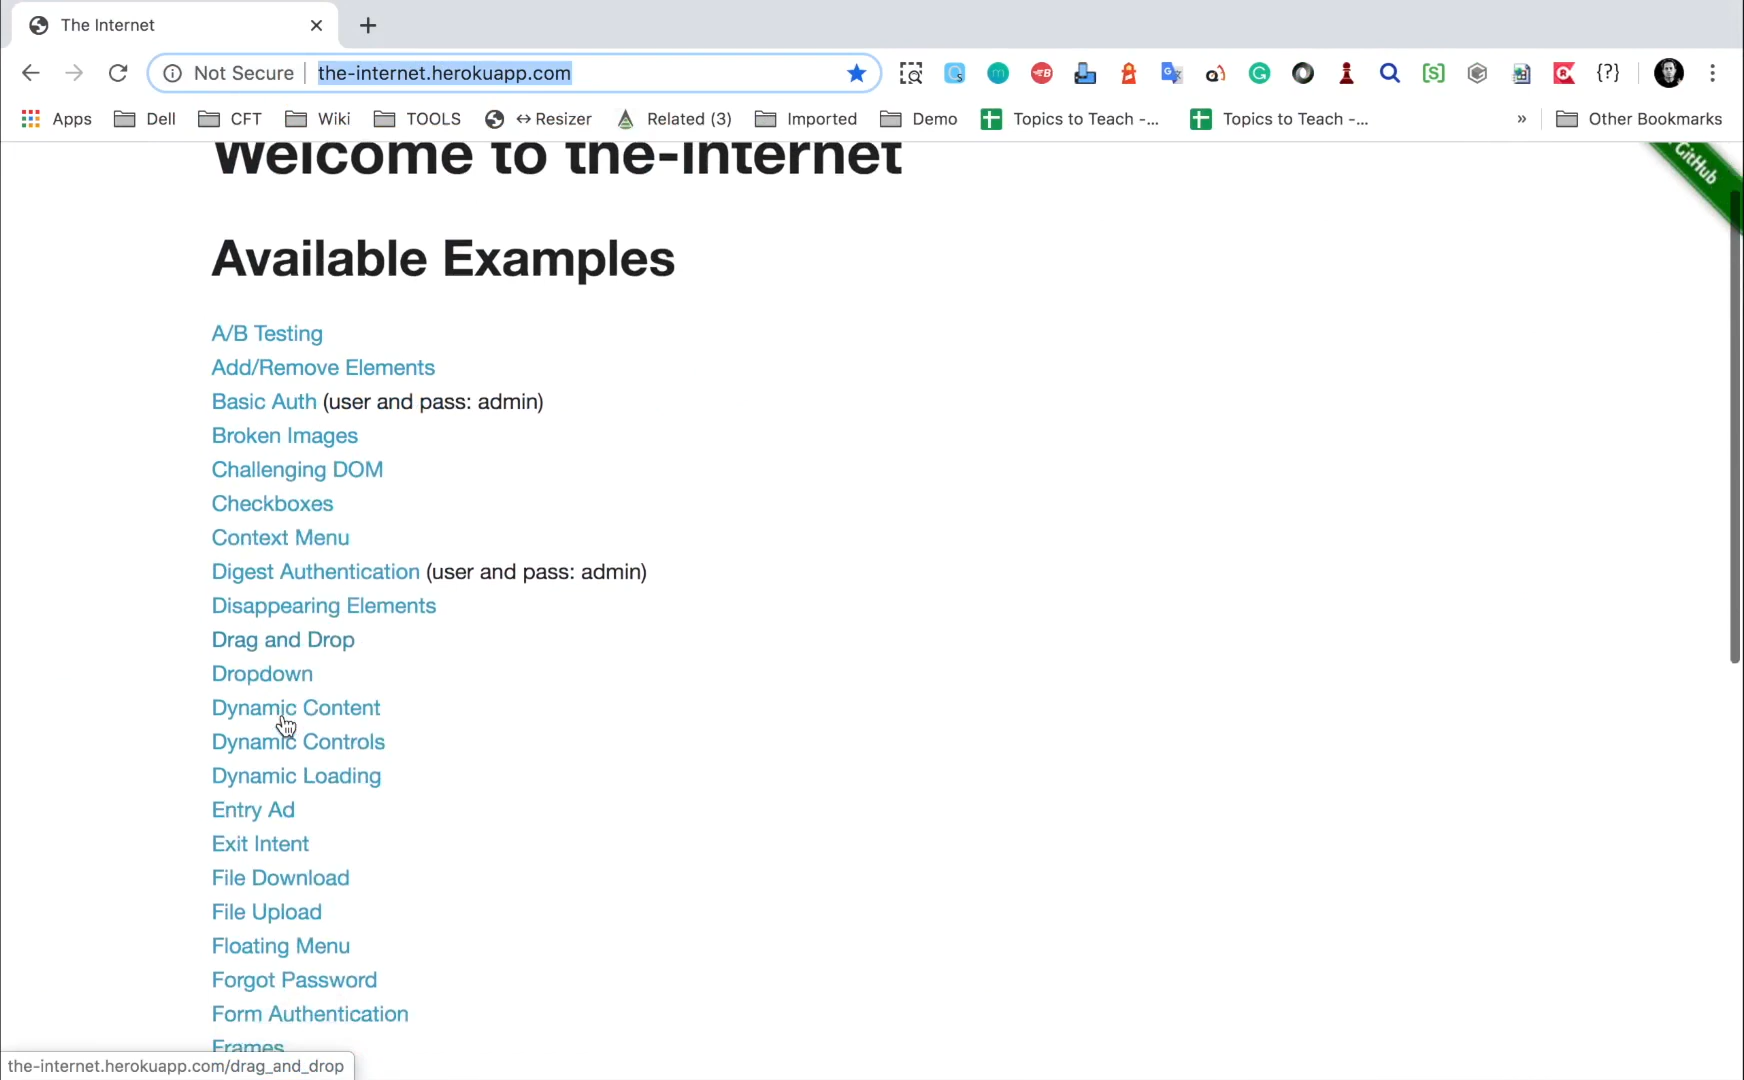 The Internet
Not Secure the-internet.herokuapp.com
Apps Dell CFT Wiki TOOLS ↔ Resizer Related (3) Imported Demo Topics to Teach -... Topics to Teach -... » Other Bookmarks
Welcome to the-internet
GitHub
Available Examples
A/B Testing
Add/Remove Elements
Basic Auth (user and pass: admin)
Broken Images
Challenging DOM
Checkboxes
Context Menu
Digest Authentication (user and pass: admin)
Disappearing Elements
Drag and Drop
Dropdown
Dynamic Content
Dynamic Controls
Dynamic Loading
Entry Ad
Exit Intent
File Download
File Upload
Floating Menu
Forgot Password
Form Authentication
Frames
the-internet.herokuapp.com/drag_and_drop